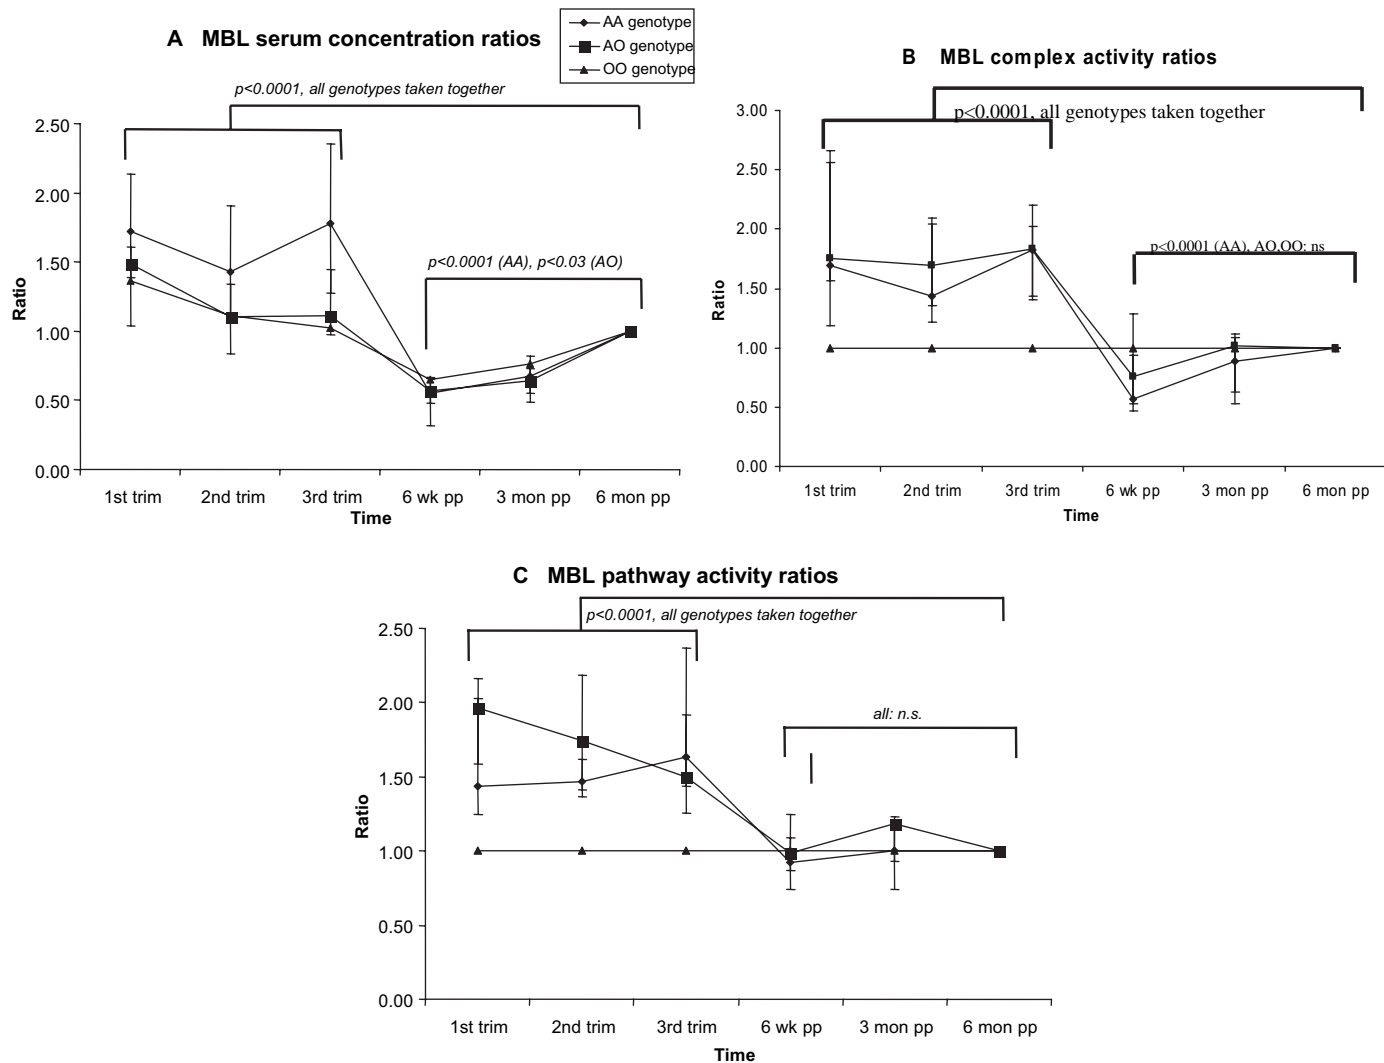 A MBL serum concentration ratios
AA genotype
AO genotype
OO genotype
p<0.0001, all genotypes taken together
p<0.0001 (AA), p<0.03 (AO)
2.50
2.00
1.50
1.00
0.50
0.00
Ratio
1st trim 2nd trim 3rd trim 6 wk pp 3 mon pp 6 mon pp
Time
B MBL complex activity ratios
p<0.0001, all genotypes taken together
p<0.0001 (AA), AO,OO: ns
3.00
2.50
2.00
1.50
1.00
0.50
0.00
Ratio
1st trim 2nd trim 3rd trim 6 wk pp 3 mon pp 6 mon pp
Time
C MBL pathway activity ratios
p<0.0001, all genotypes taken together
all: n.s.
2.50
2.00
1.50
1.00
0.50
0.00
Ratio
1st trim 2nd trim 3rd trim 6 wk pp 3 mon pp 6 mon pp
Time